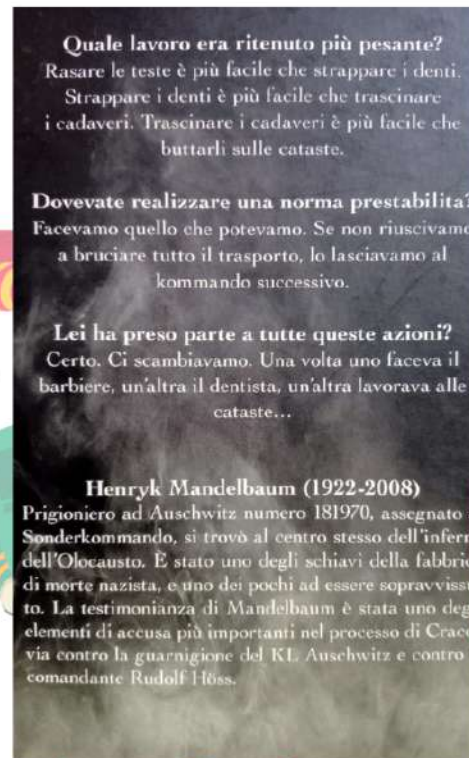 Quale lavoro era ritenuto più pesante?
Rasare le teste è più facile che strappare i denti.
Strappare i denti è più facile che trascinare
i cadaveri. Trascinare i cadaveri è più facile che
buttarli sulle cataste.
Dovevate realizzare una norma prestabilita?
Facevamo quello che potevamo. Se non riuscivamo
a bruciare tutto il trasporto, lo lasciavamo al
kommando successivo.
Lei ha preso parte a tutte queste azioni?
Certo. Ci scambiavamo. Una volta uno faceva il
barbiere, un'altra il dentista, un'altra lavorava alle
cataste...
Henryk Mandelbaum (1922-2008)
Prigioniero ad Auschwitz numero 181970, assegnato
Sonderkommando, si trovò al centro stesso dell'infern
dell'Olocausto. È stato uno degli schiavi della fabbric
di morte nazista, e uno dei pochi ad essere sopravvissu
to. La testimonianza di Mandelbaum è stata uno deg
elementi di accusa più importanti nel processo di Craco
via contro la guarnigione del KL Auschwitz e contro
comandante Rudolf Höss.